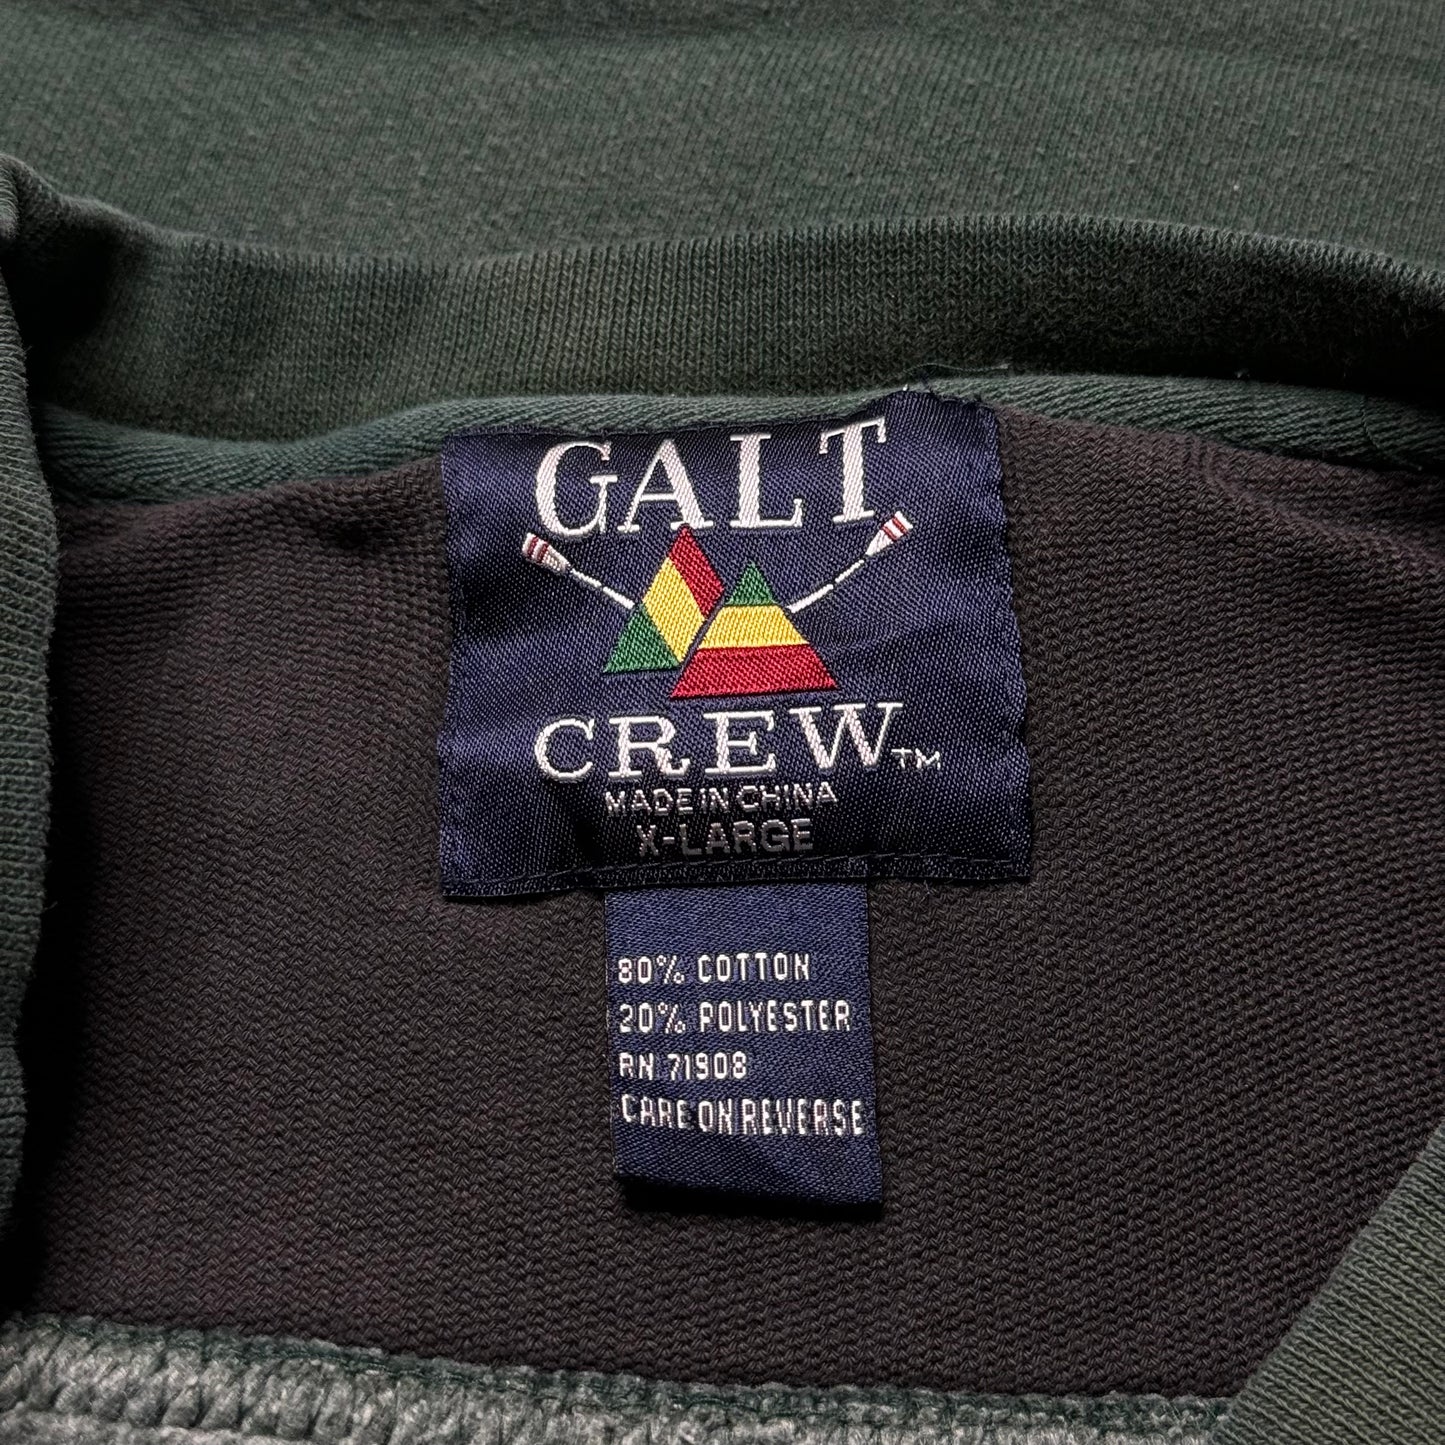 GALT
CREW™
MADE IN CHINA
X-LARGE
80% COTTON
20% POLYESTER
RN 71908
CARE ON REVERSE